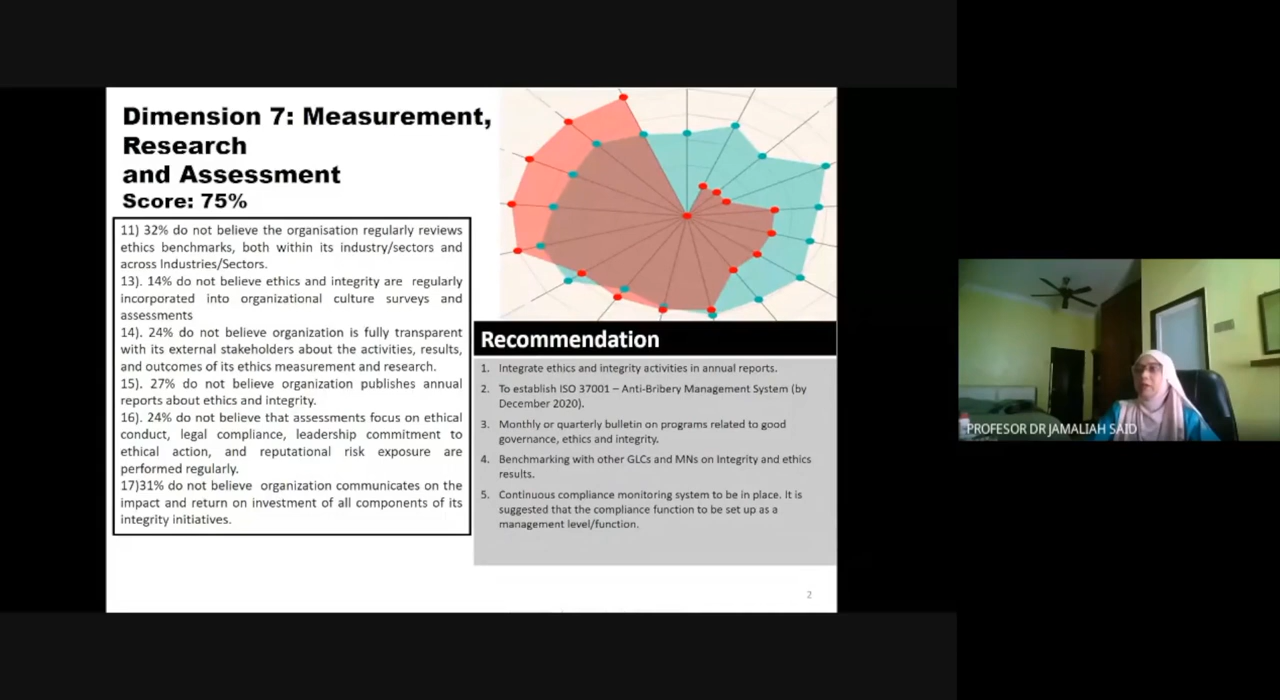 Dimension 7: Measurement,
Research
and Assessment
Score: 75%
11) 32% do not believe the organisation regularly reviews
ethics benchmarks, both within its industry/sectors and
across Industries/Sectors.
13). 14% do not believe ethics and integrity are regularly
incorporated into organizational culture surveys and
assessments
14). 24% do not believe organization is fully transparent
with its external stakeholders about the activities, results,
and outcomes of its ethics measurement and research.
15). 27% do not believe organization publishes annual
reports about ethics and integrity.
16). 24% do not believe that assessments focus on ethical
conduct, legal compliance, leadership commitment to
ethical action, and reputational risk exposure are
performed regularly.
17)31% do not believe organization communicates on the
impact and return on investment of all components of its
integrity initiatives.
Recommendation
1. Integrate ethics and integrity activities in annual reports.
2. To establish ISO 37001 – Anti-Bribery Management System (by
December 2020).
3. Monthly or quarterly bulletin on programs related to good
governance, ethics and integrity.
4. Benchmarking with other GLCs and MNs on Integrity and ethics
results.
5. Continuous compliance monitoring system to be in place. It is
suggested that the compliance function to be set up as a
management level/function.
2
PROFESOR DR JAMALIAH SAID